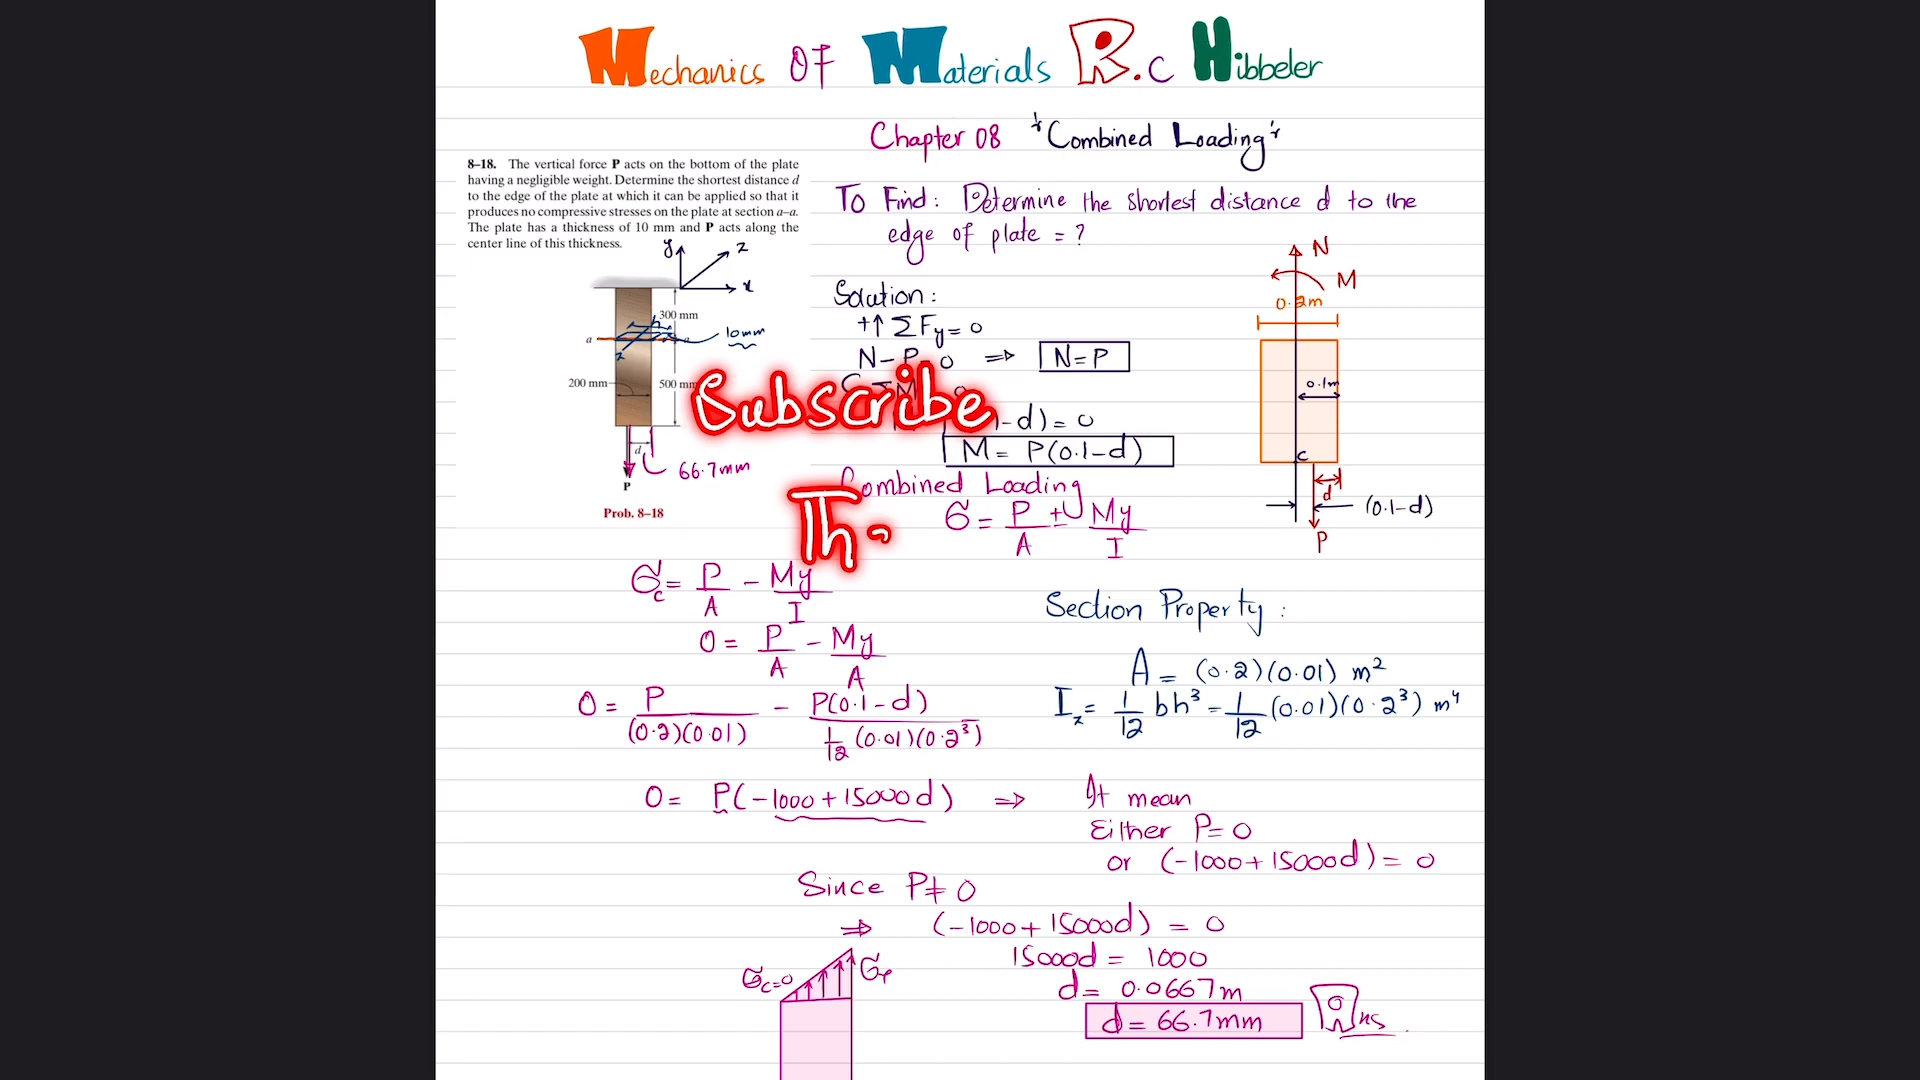 Mechanics Of Materials R.c Hibbeler
Chapter 08 "Combined Loading"
8–18. The vertical force P acts on the bottom of the plate
having a negligible weight. Determine the shortest distance d
to the edge of the plate at which it can be applied so that it
produces no compressive stresses on the plate at section a–a.
The plate has a thickness of 10 mm and P acts along the
center line of this thickness.
y
z
x
300 mm
10mm
a
200 mm
500 mm
d
66.7mm
P
Prob. 8–18
To Find: Determine the shortest distance d to the
edge of plate = ?
Solution:
+↑ ΣFy = 0
N - P 0 ⇒ N=P
-d) = 0
M = P(0.1-d)
Subscribe
Combined Loading
σ = P/A ± My/I
Th
N
M
0.2m
0.1m
C
d
(0.1-d)
P
σc = P/A - My/I
0 = P/A - My/A
0 = P/(0.2)(0.01) - P(0.1-d)/1/12 (0.01)(0.2³)
Section Property:
A = (0.2)(0.01) m²
Iz = 1/12 bh³ = 1/12 (0.01)(0.2³) m⁴
0 = P(-1000+15000d) ⇒ It mean
Either P=0
or (-1000+15000d) = 0
Since P≠0
⇒ (-1000+15000d) = 0
15000d = 1000
d = 0.0667m
d = 66.7mm
Ans
σc=0